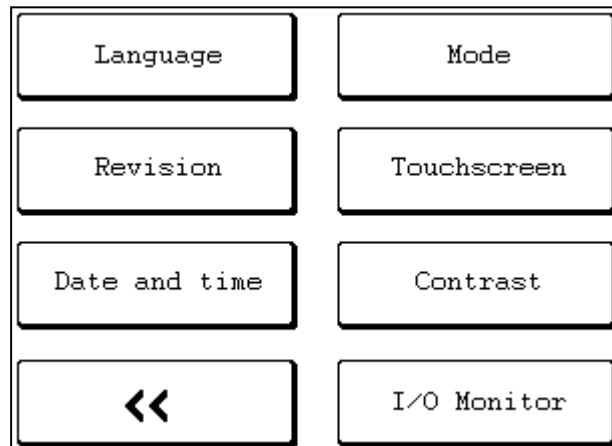 Language
Mode
Revision
Touchscreen
Date and time
Contrast
<<
I/O Monitor